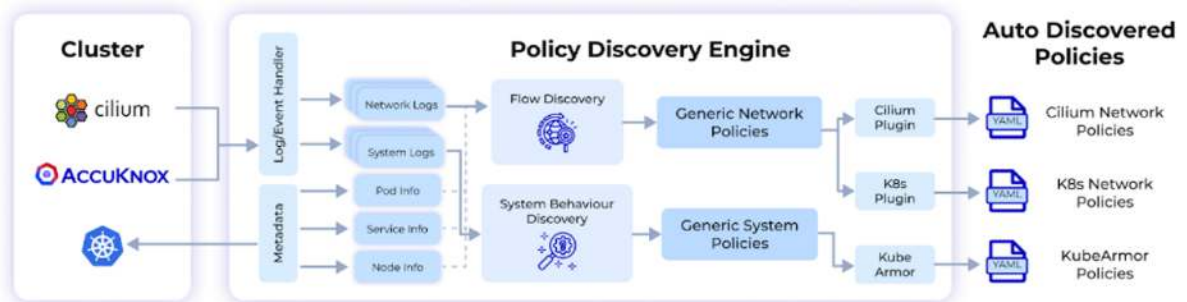 Cluster
cilium
ACCUKNOX
Policy Discovery Engine
Log/Event Handler
Metadata
Network Logs
System Logs
Pod Info
Service Info
Node Info
Flow Discovery
System Behaviour
Discovery
Generic Network
Policies
Generic System
Policies
Cilium
Plugin
K8s
Plugin
Kube
Armor
Auto Discovered
Policies
YAML
Cilium Network
Policies
YAML
K8s Network
Policies
YAML
KubeArmor
Policies